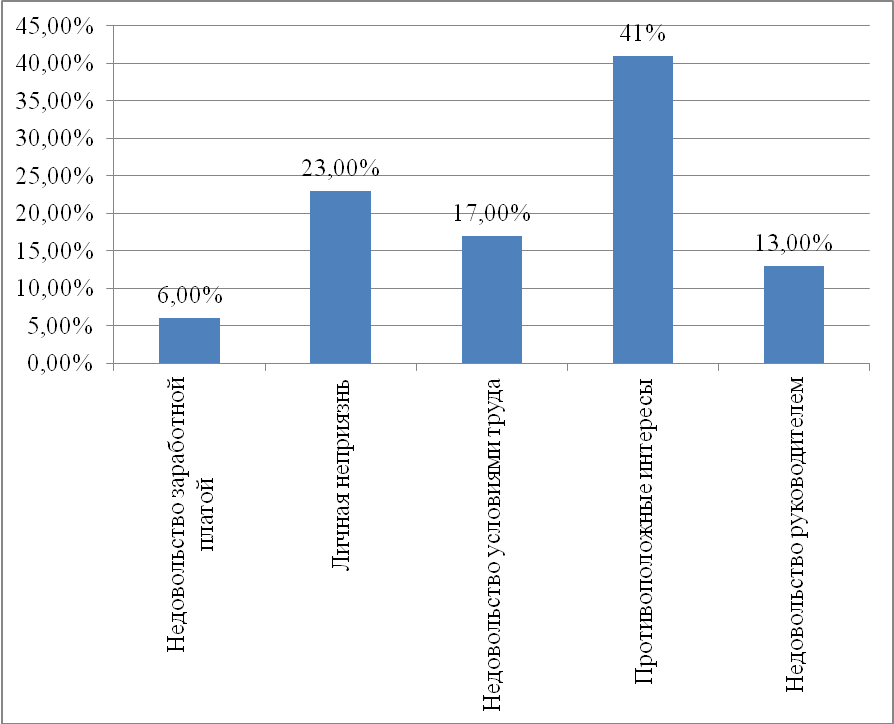 45,00%
40,00%
35,00%
30,00%
25,00%
20,00%
15,00%
10,00%
5,00%
0,00%
6,00%
23,00%
17,00%
41%
13,00%
Недовольство заработной
платой
Личная неприязнь
Недовольство условиями труда
Противоположные интересы
Недовольство руководителем